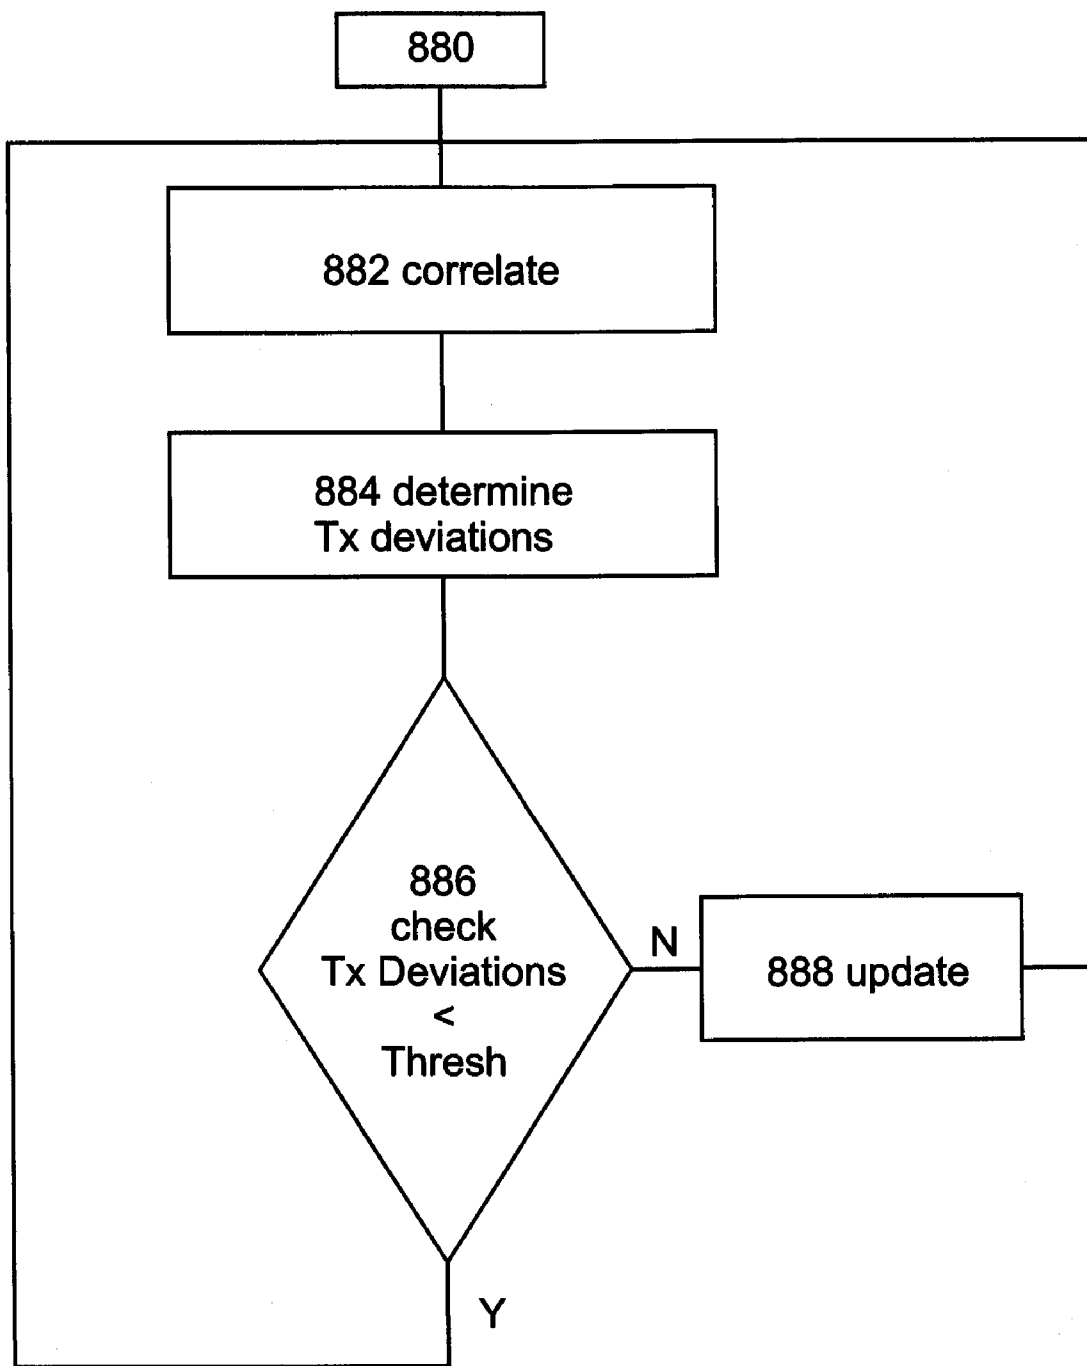 880
882 correlate
884 determine
Tx deviations
886
check
Tx Deviations
<
Thresh
N
888 update
Y